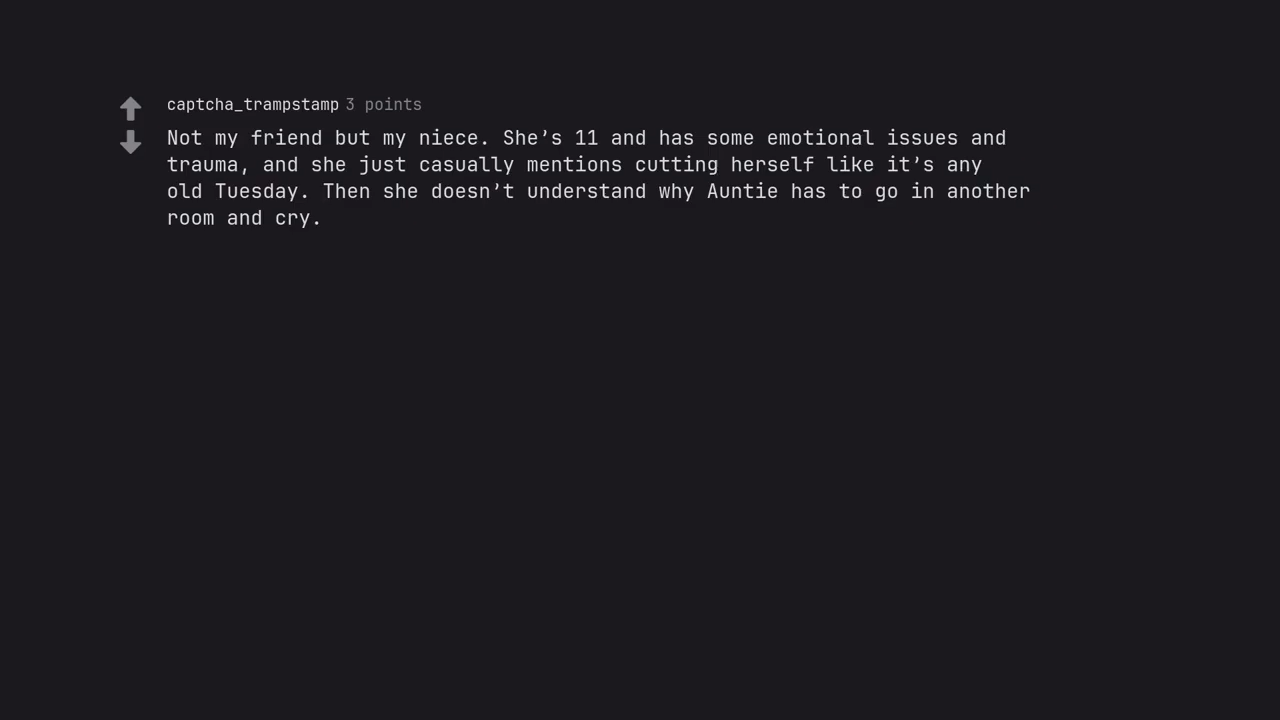 captcha_trampstamp 3 points
Not my friend but my niece. She’s 11 and has some emotional issues and
trauma, and she just casually mentions cutting herself like it’s any
old Tuesday. Then she doesn’t understand why Auntie has to go in another
room and cry.